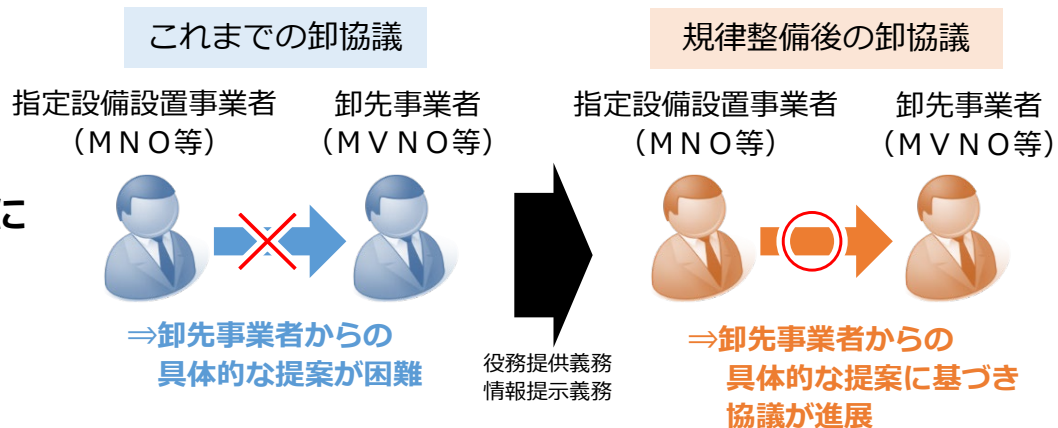 これまでの卸協議
指定設備設置事業者
（ＭＮＯ等）
卸先事業者
（ＭＶＮＯ等）
に
⇒卸先事業者からの
具体的な提案が困難
役務提供義務
情報提示義務
規律整備後の卸協議
指定設備設置事業者
（ＭＮＯ等）
卸先事業者
（ＭＶＮＯ等）
⇒卸先事業者からの
具体的な提案に基づき
協議が進展